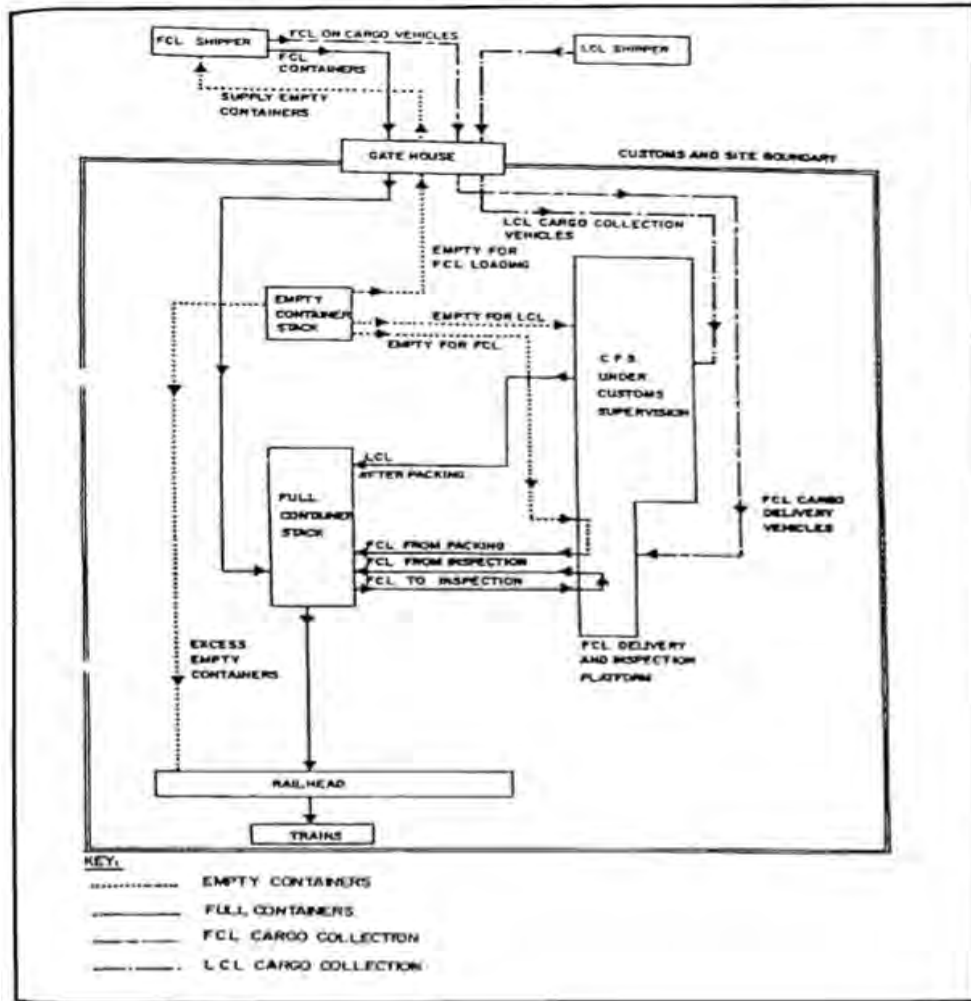 FCL SHIPPER
FCL ON CARGO VEHICLES
FCL
CONTAINERS
LCL SHIPPER
SUPPLY EMPTY
CONTAINERS
GATE HOUSE
CUSTOMS AND SITE BOUNDARY
LCL CARGO COLLECTION
VEHICLES
EMPTY FOR
FCL LOADING
EMPTY
CONTAINER
STACK
EMPTY FOR LCL
EMPTY FOR FCL
C.F.S.
UNDER
CUSTOMS
SUPERVISION
LCL
AFTER PACKING
FULL
CONTAINER
STACK
FCL CARGO
DELIVERY
VEHICLES
FCL FROM PACKING
FCL FROM INSPECTION
FCL TO INSPECTION
EXCESS
EMPTY
CONTAINERS
FCL DELIVERY
AND INSPECTION
PLATFORM
RAILHEAD
TRAINS
KEY:
EMPTY CONTAINERS
FULL CONTAINERS
FCL CARGO COLLECTION
LCL CARGO COLLECTION